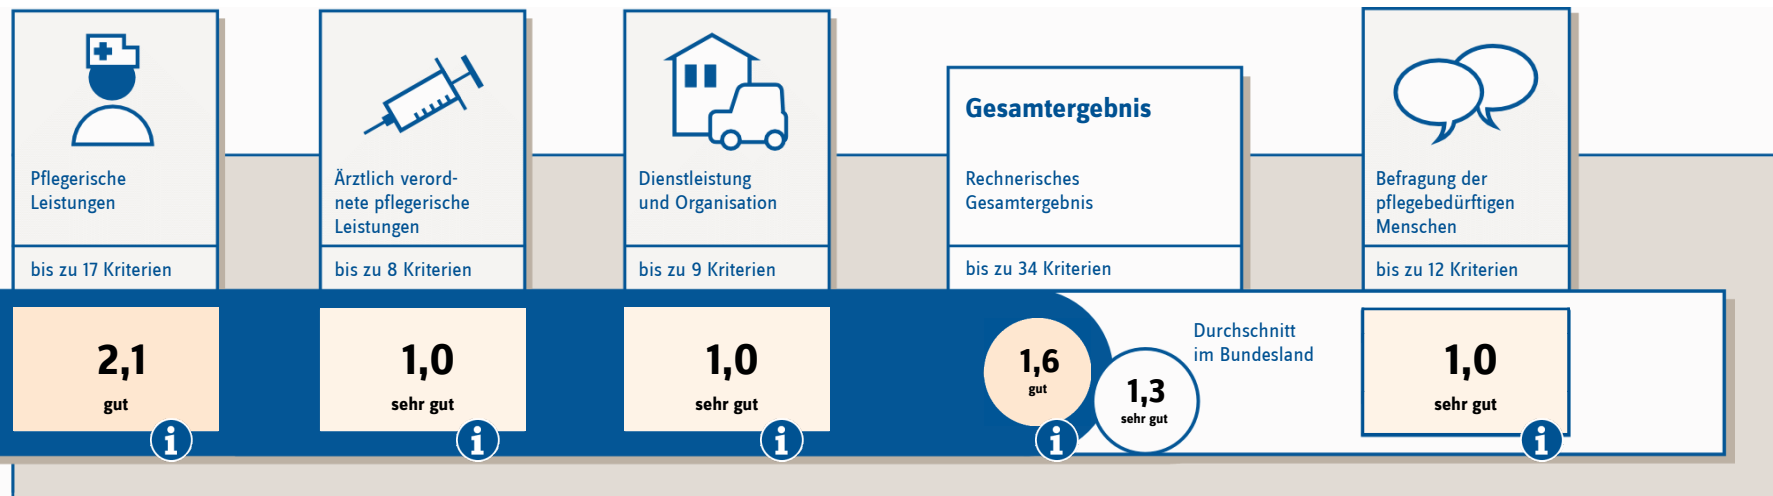 Pflegerische
Leistungen
bis zu 17 Kriterien
2,1
gut
i
Ärztlich verord-
nete pflegerische
Leistungen
bis zu 8 Kriterien
1,0
sehr gut
i
Dienstleistung
und Organisation
bis zu 9 Kriterien
1,0
sehr gut
i
Gesamtergebnis
Rechnerisches
Gesamtergebnis
bis zu 34 Kriterien
1,6
gut
i
1,3
sehr gut
Durchschnitt
im Bundesland
Befragung der
pflegebedürftigen
Menschen
bis zu 12 Kriterien
1,0
sehr gut
i